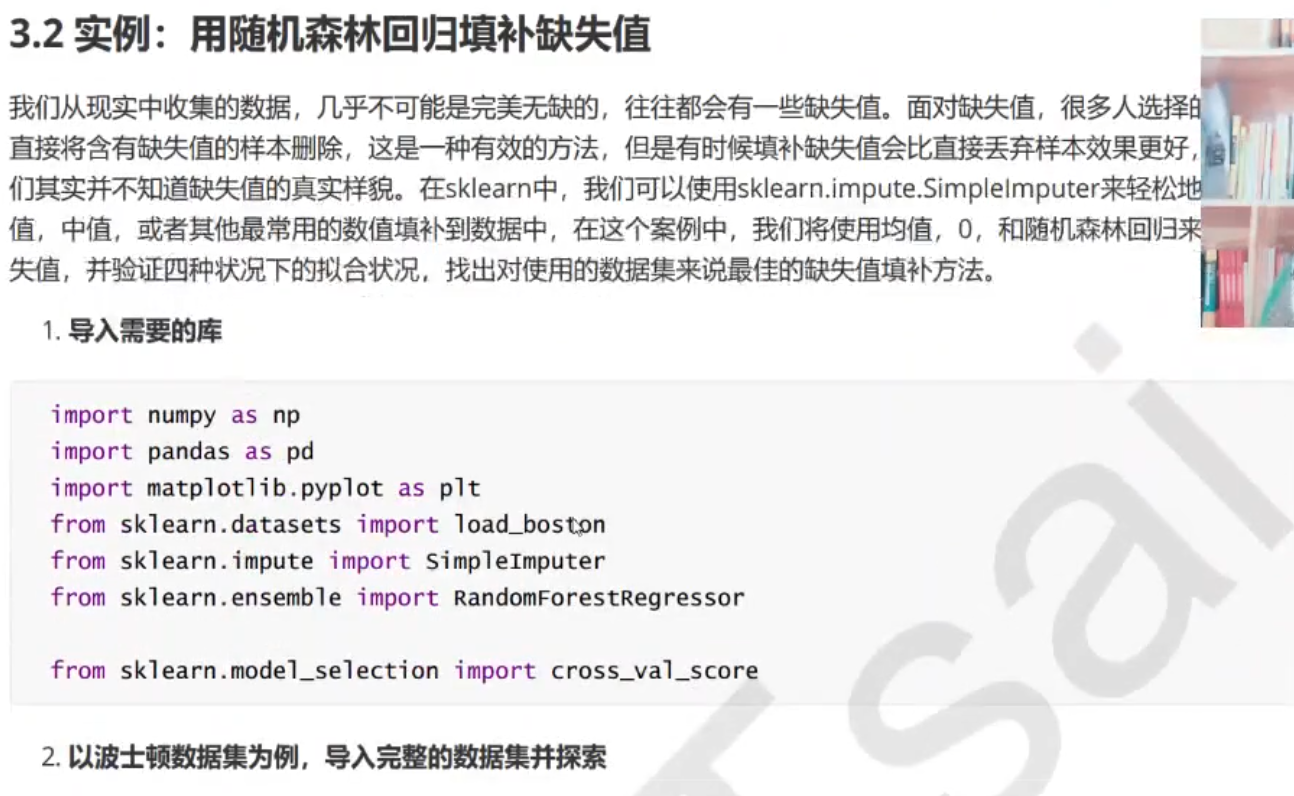 3.2 实例：用随机森林回归填补缺失值
我们从现实中收集的数据，几乎不可能是完美无缺的，往往都会有一些缺失值。面对缺失值，很多人选择的
直接将含有缺失值的样本删除，这是一种有效的方法，但是有时候填补缺失值会比直接丢弃样本效果更好，
们其实并不知道缺失值的真实样貌。在sklearn中，我们可以使用sklearn.impute.SimpleImputer来轻松地
值，中值，或者其他最常用的数值填补到数据中，在这个案例中，我们将使用均值，0，和随机森林回归来
失值，并验证四种状况下的拟合状况，找出对使用的数据集来说最佳的缺失值填补方法。
1. 导入需要的库
import numpy as np
import pandas as pd
import matplotlib.pyplot as plt
from sklearn.datasets import load_boston
from sklearn.impute import SimpleImputer
from sklearn.ensemble import RandomForestRegressor
from sklearn.model_selection import cross_val_score
2. 以波士顿数据集为例，导入完整的数据集并探索
Tsai